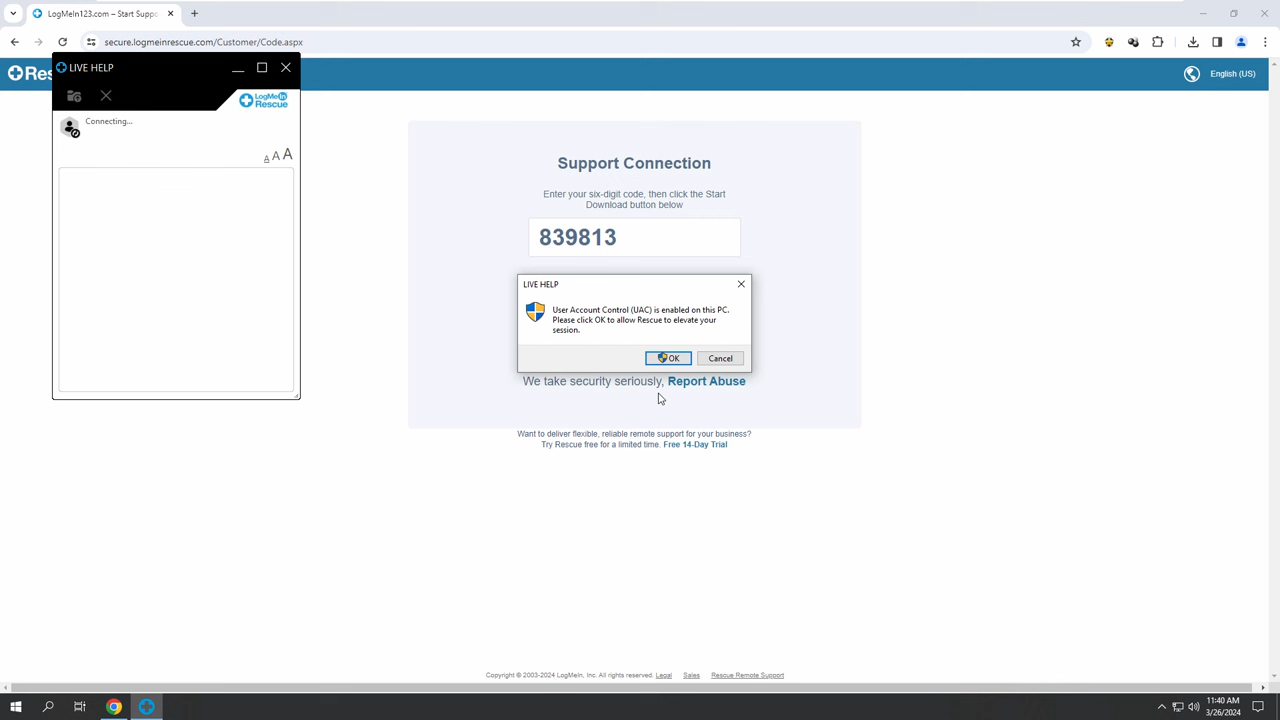 LogMeIn123.com – Start Suppo
secure.logmeinrescue.com/Customer/Code.aspx
Res
English (US)
LIVE HELP
LogMeIn
Rescue
Connecting...
A A A
Support Connection
Enter your six-digit code, then click the Start
Download button below
839813
LIVE HELP
User Account Control (UAC) is enabled on this PC.
Please click OK to allow Rescue to elevate your
session.
OK
Cancel
We take security seriously, Report Abuse
Want to deliver flexible, reliable remote support for your business?
Try Rescue free for a limited time. Free 14-Day Trial
Copyright © 2003-2024 LogMeIn, Inc. All rights reserved. Legal Sales Rescue Remote Support
11:40 AM
3/26/2024